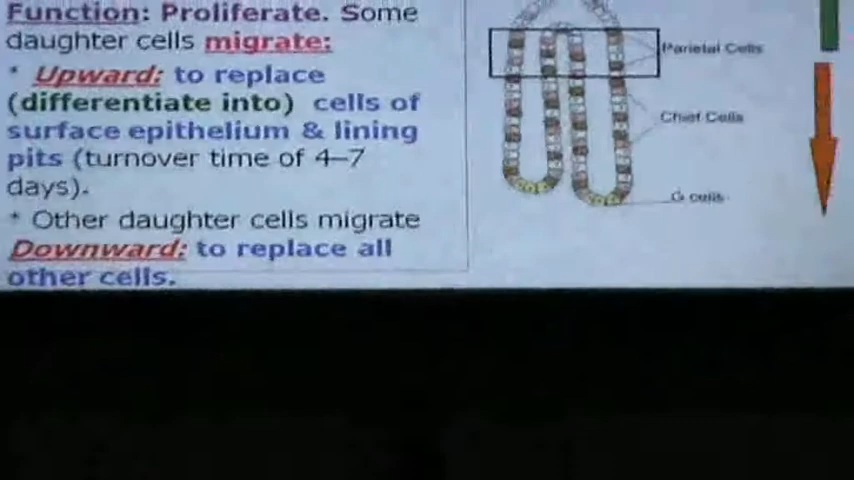 Function: Proliferate. Some
daughter cells migrate:
* Upward: to replace
(differentiate into) cells of
surface epithelium & lining
pits (turnover time of 4–7
days).
* Other daughter cells migrate
Downward: to replace all
other cells.
Parietal Cells
Chief Cells
G cells